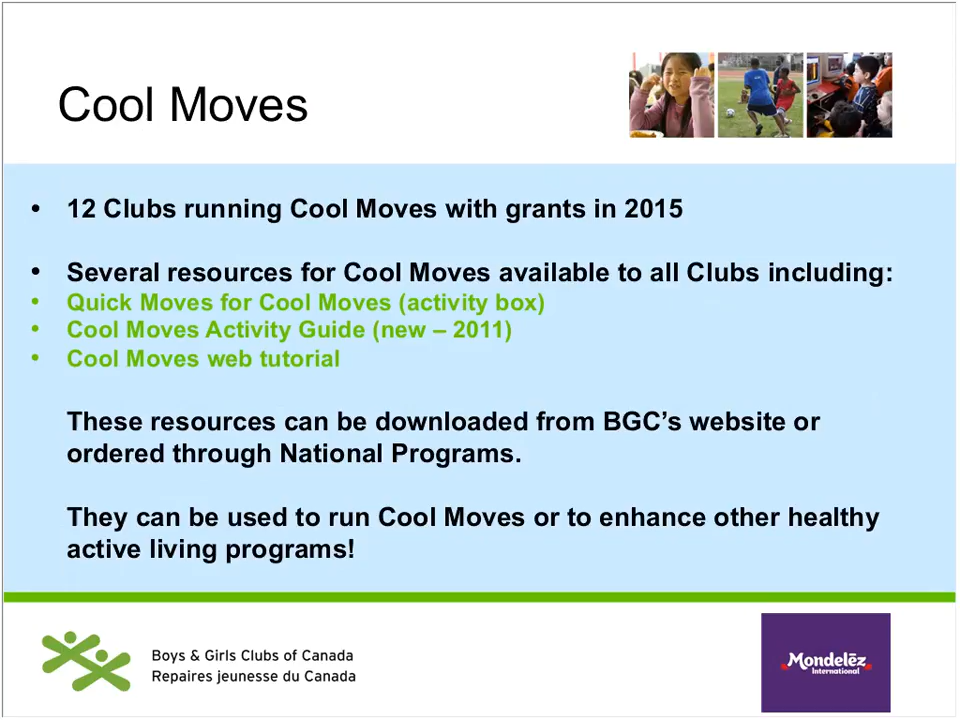 Cool Moves
• 12 Clubs running Cool Moves with grants in 2015
• Several resources for Cool Moves available to all Clubs including:
• Quick Moves for Cool Moves (activity box)
• Cool Moves Activity Guide (new – 2011)
• Cool Moves web tutorial
These resources can be downloaded from BGC’s website or
ordered through National Programs.
They can be used to run Cool Moves or to enhance other healthy
active living programs!
Boys & Girls Clubs of Canada
Repaires jeunesse du Canada
Mondelēz
International